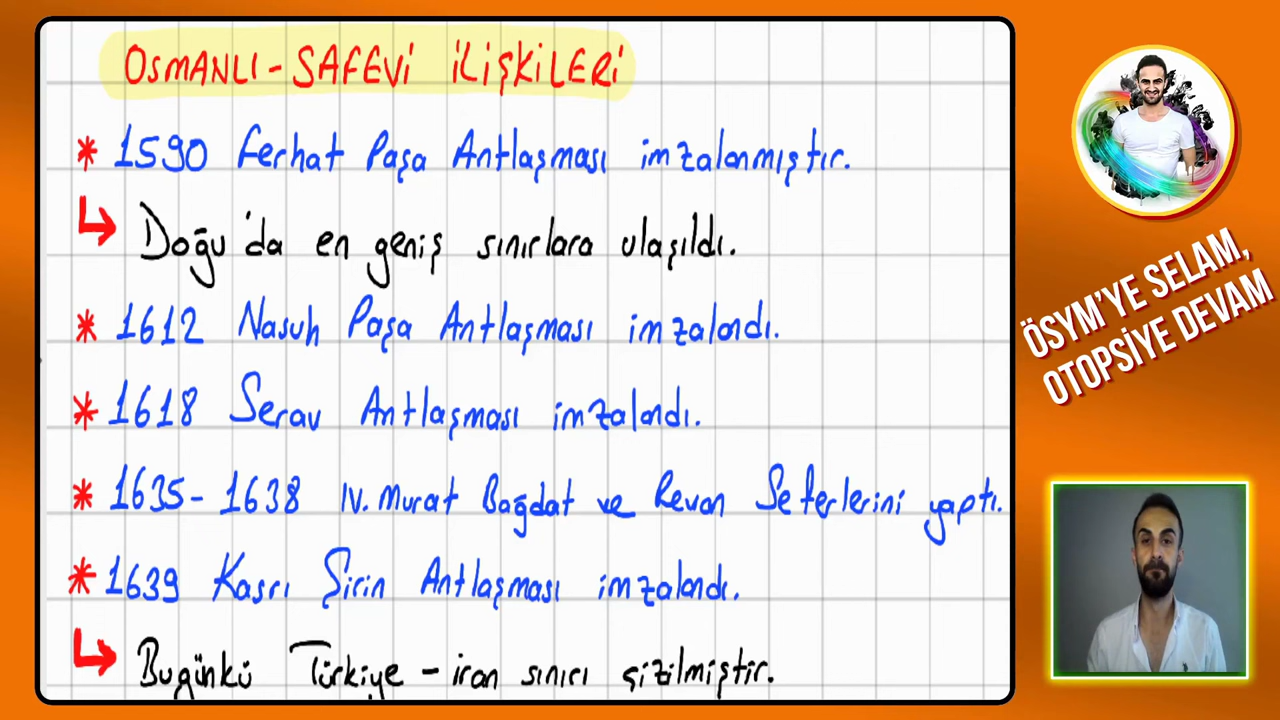 OSMANLI-SAFEVİ İLİŞKİLERİ
* 1590 Ferhat Paşa Antlaşması imzalanmıştır.
↳ Doğu'da en geniş sınırlara ulaşıldı.
* 1612 Nasuh Paşa Antlaşması imzalandı.
* 1618 Serav Antlaşması imzalandı.
* 1635-1638 IV. Murat Bağdat ve Revan Seferlerini yaptı.
* 1639 Kasrı Şirin Antlaşması imzalandı.
↳ Bugünkü Türkiye - iran sınırı çizilmiştir.
ÖSYM'YE SELAM,
OTOPSİYE DEVAM